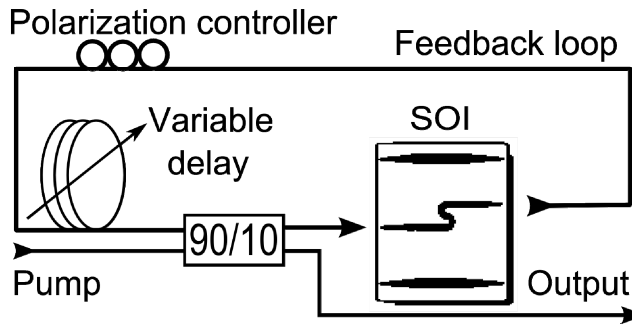 Polarization controller
Feedback loop
Variable
delay
SOI
90/10
Pump
Output